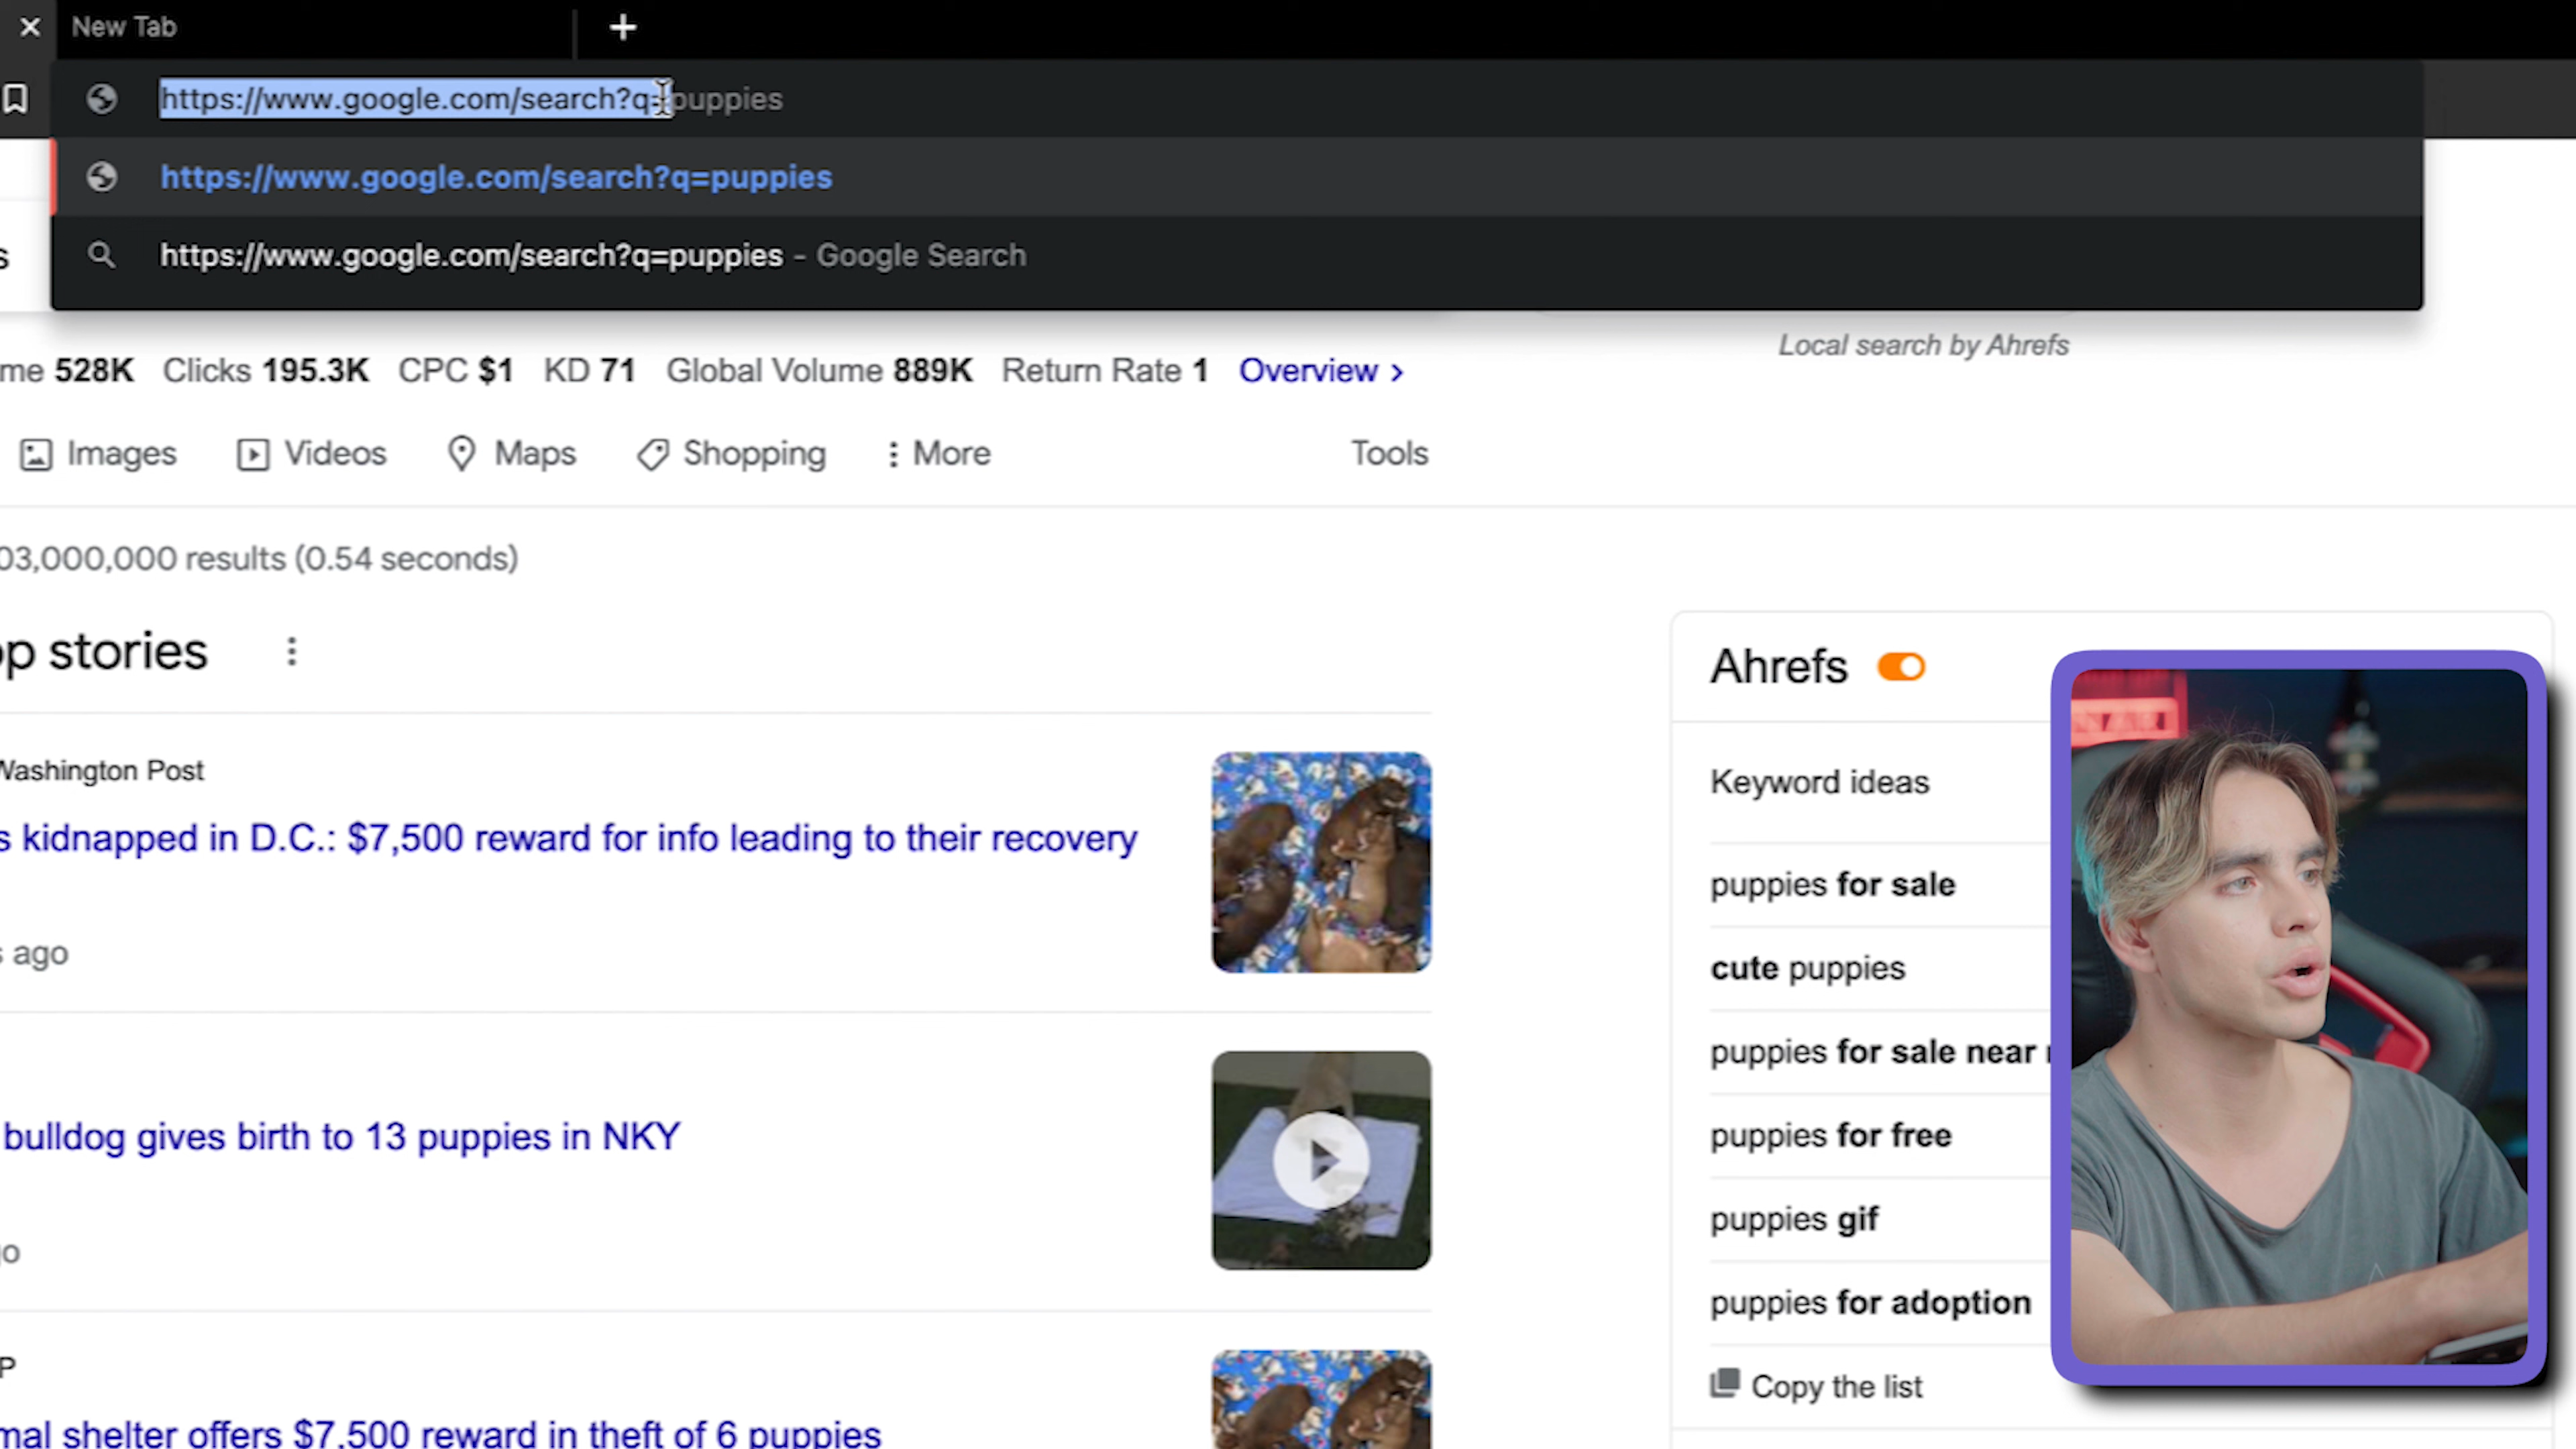 New Tab
https://www.google.com/search?q=puppies
https://www.google.com/search?q=puppies
https://www.google.com/search?q=puppies - Google Search
Local search by Ahrefs
528K Clicks 195.3K CPC $1 KD 71 Global Volume 889K Return Rate 1 Overview >
Images Videos Maps Shopping More Tools
03,000,000 results (0.54 seconds)
stories
Ahrefs
Washington Post
Keyword ideas
kidnapped in D.C.: $7,500 reward for info leading to their recovery
puppies for sale
ago
cute puppies
puppies for sale near
bulldog gives birth to 13 puppies in NKY
puppies for free
puppies gif
puppies for adoption
Copy the list
shelter offers $7,500 reward in theft of 6 puppies